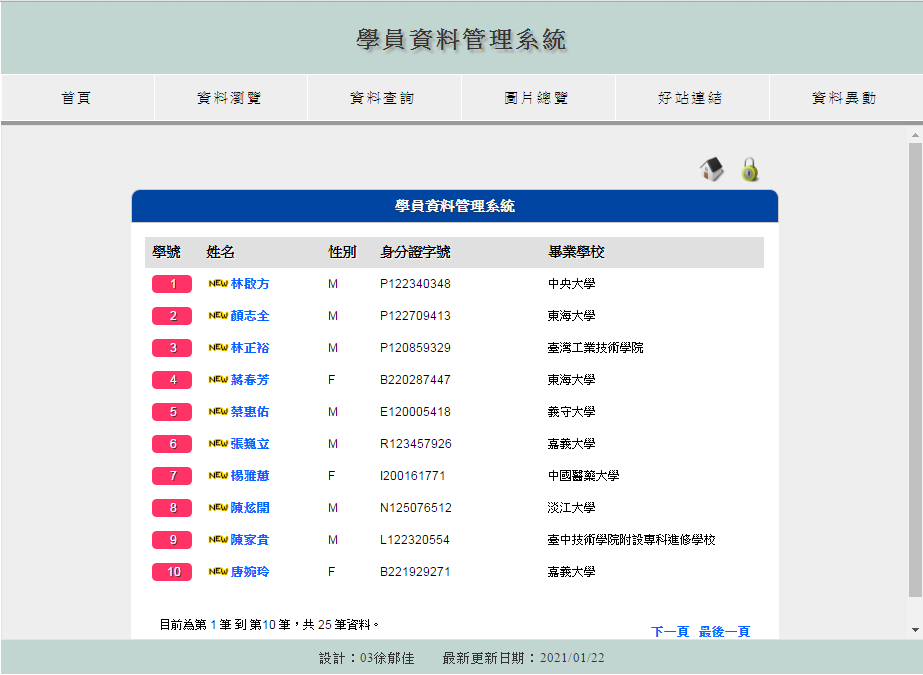 學員資料管理系統
首頁 資料瀏覽 資料查詢 圖片總覽 好站連結 資料異動
學員資料管理系統
學號 姓名 性別 身分證字號 畢業學校
1 NEW 林啟方 M P122340348 中央大學
2 NEW 顏志全 M P122709413 東海大學
3 NEW 林正裕 M P120859329 臺灣工業技術學院
4 NEW 蔣春芳 F B220287447 東海大學
5 NEW 蔡惠佑 M E120005418 義守大學
6 NEW 張巍立 M R123457926 嘉義大學
7 NEW 楊雅慧 F I200161771 中國醫藥大學
8 NEW 陳炫開 M N125076512 淡江大學
9 NEW 陳家貴 M L122320554 臺中技術學院附設專科進修學校
10 NEW 唐婉玲 F B221929271 嘉義大學
目前為第 1 筆 到 第10 筆，共 25 筆資料。
下一頁 最後一頁
設計：03徐郁佳 最新更新日期：2021/01/22